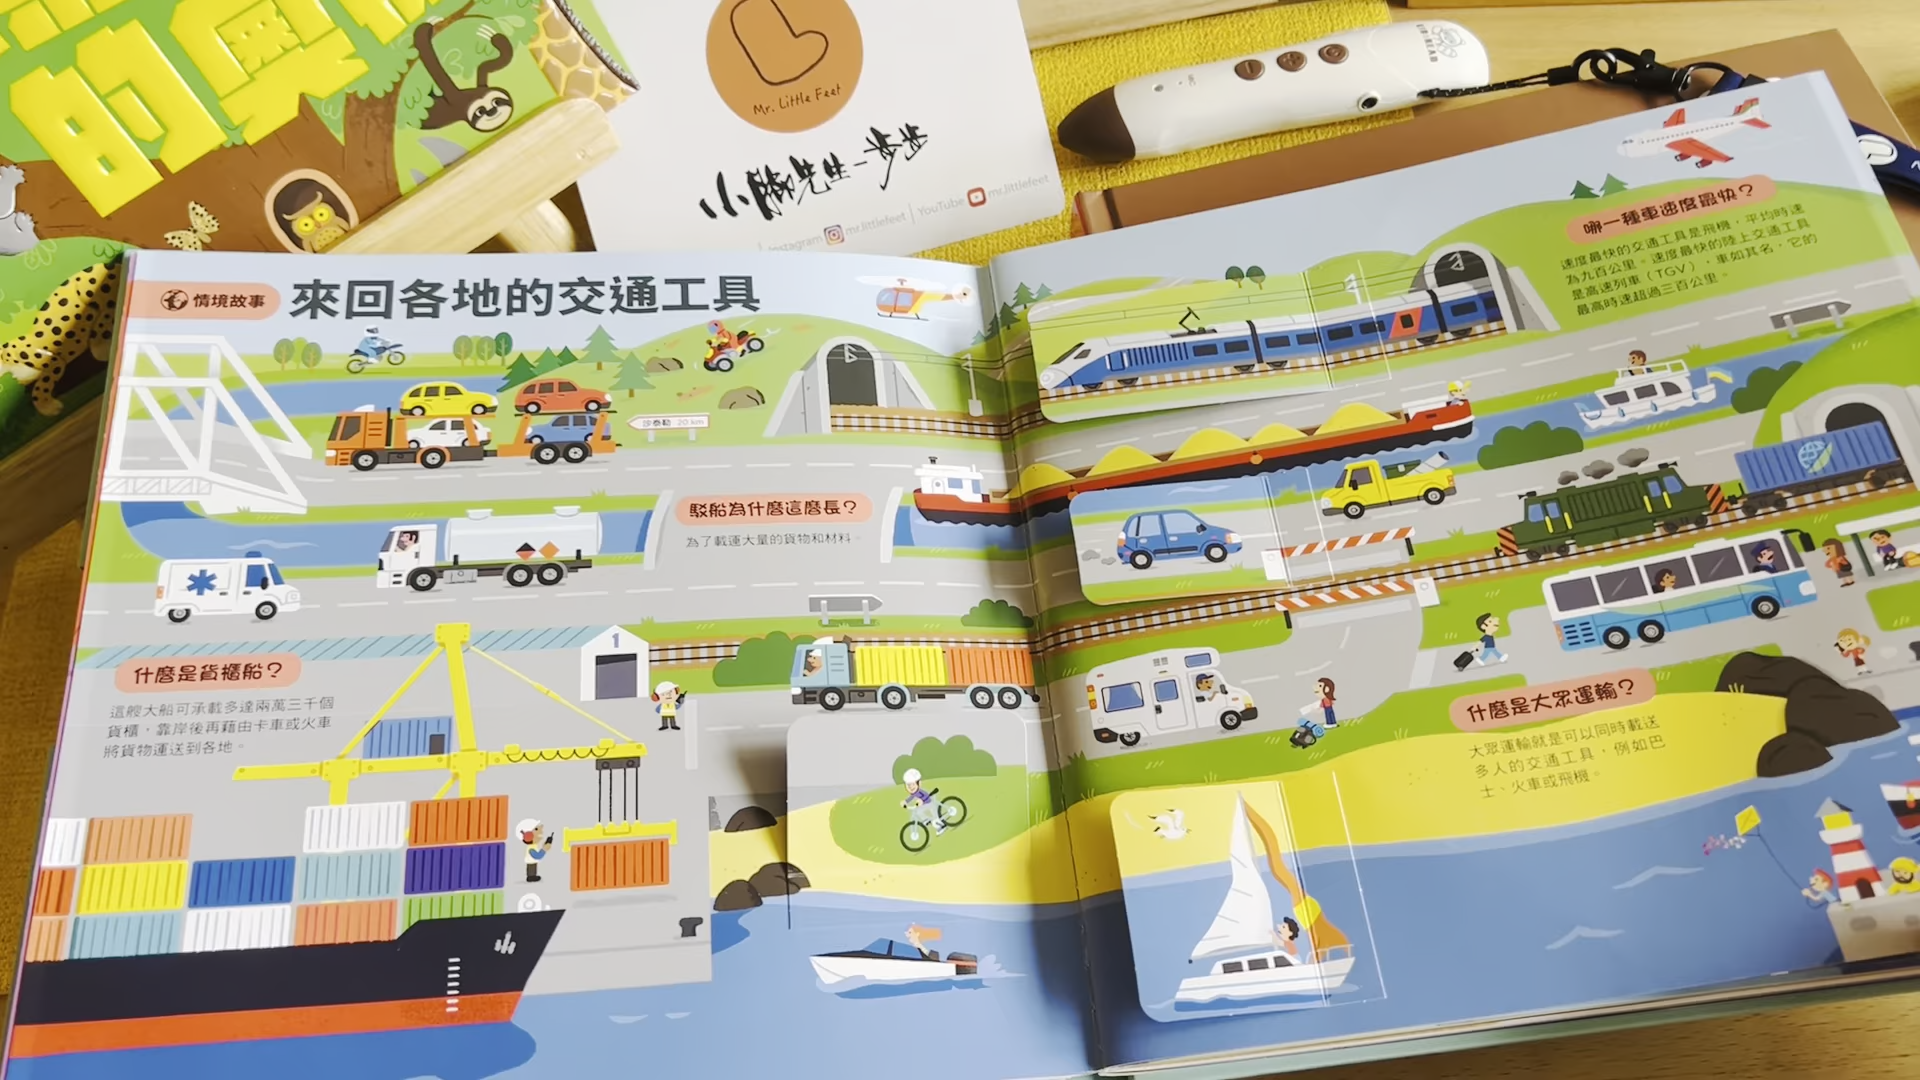 的
Mr. Little Feet
小腳先生一步步
Instagram mr.littlefeet | YouTube mr.littlefeet
情境故事
來回各地的交通工具
沙泰勒 20 km
駁船為什麼這麼長?
為了載運大量的貨物和材料。
1
什麼是貨櫃船?
這艘大船可承載多達兩萬三千個
貨櫃,靠岸後再藉由卡車或火車
將貨物運送到各地。
哪一種車速度最快?
速度最快的交通工具是飛機,平均時速
為九百公里。速度最快的陸上交通工具
是高速列車(TGV),車如其名,它的
最高時速超過三百公里。
什麼是大眾運輸?
大眾運輸就是可以同時載送
多人的交通工具,例如巴
士、火車或飛機。